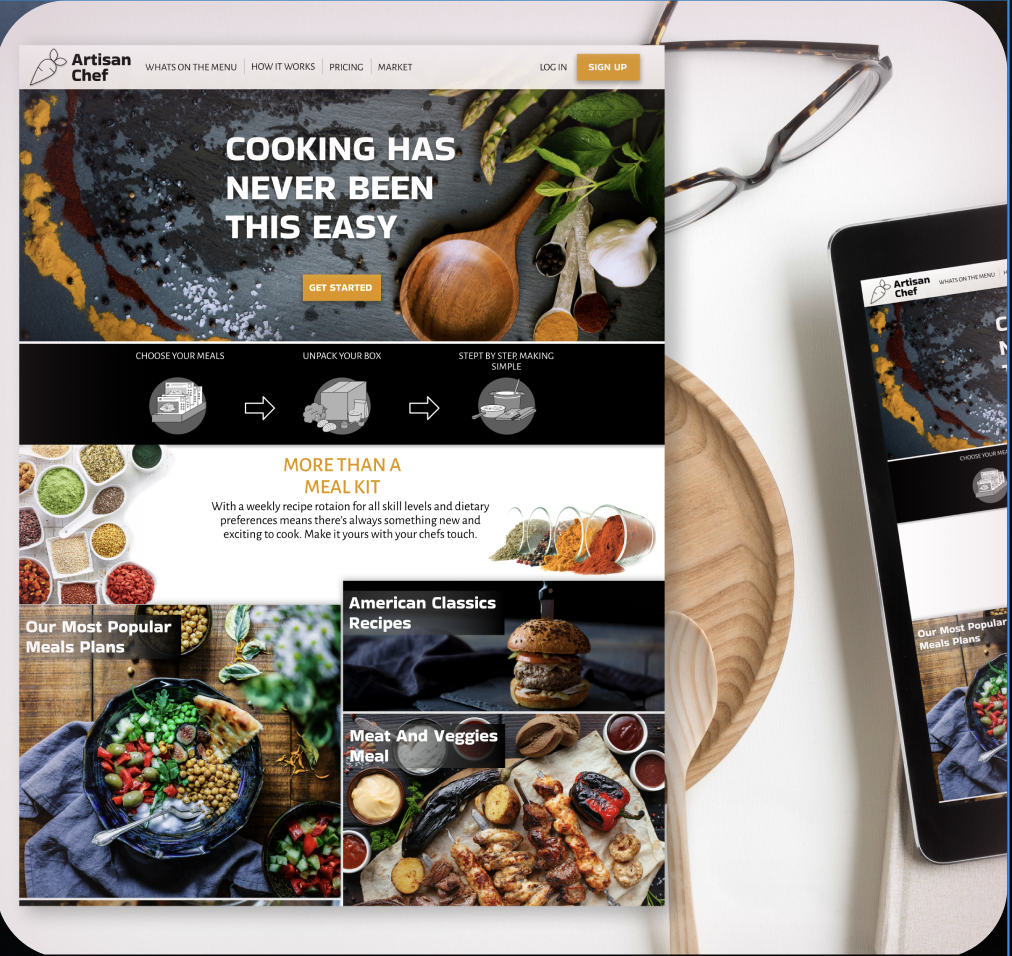 Artisan
Chef
WHATS ON THE MENU
HOW IT WORKS
PRICING
MARKET
LOG IN
SIGN UP
COOKING HAS
NEVER BEEN
THIS EASY
GET STARTED
CHOOSE YOUR MEALS
UNPACK YOUR BOX
STEPT BY STEP, MAKING
SIMPLE
MORE THAN A
MEAL KIT
With a weekly recipe rotaion for all skill levels and dietary
preferences means there's always something new and
exciting to cook. Make it yours with your chefs touch.
Our Most Popular
Meals Plans
American Classics
Recipes
Meat And Veggies
Meal
Artisan
Chef
WHATS ON THE MENU
H
C
N
T
CHOOSE YOUR MEA
Our Most Popular
Meals Plans